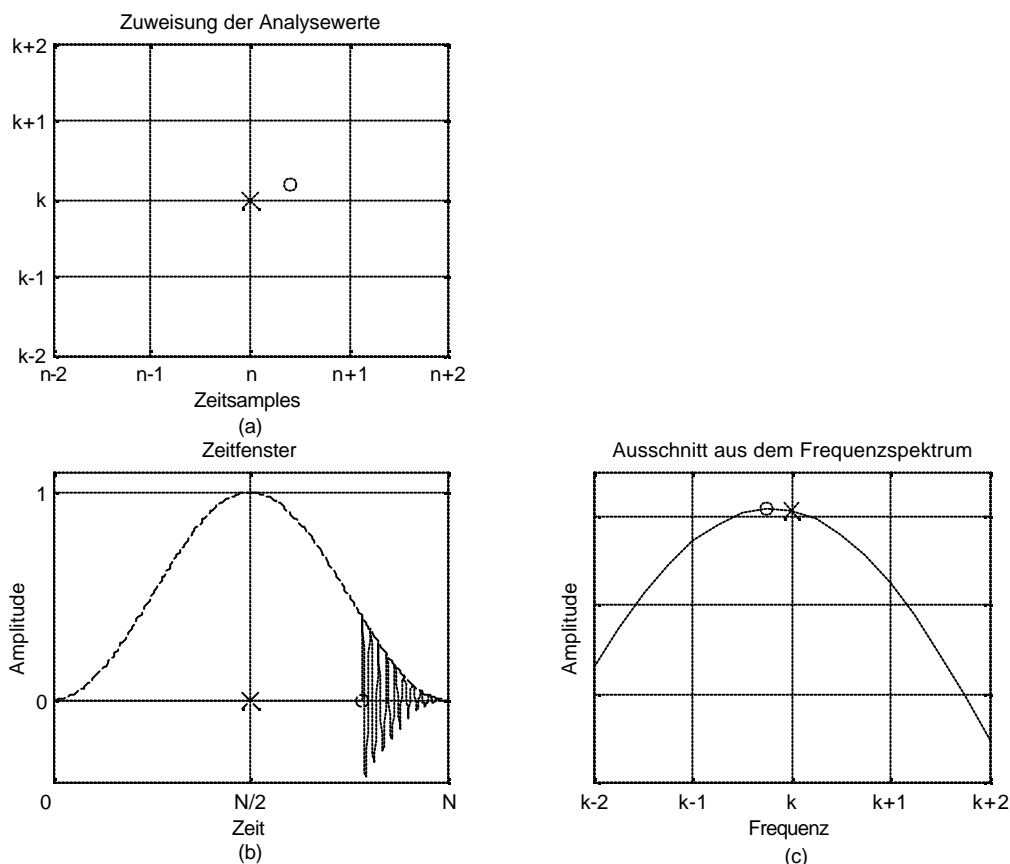 Zuweisung der Analysewerte
k+2
k+1
k
k-1
k-2
n-2 n-1 n n+1 n+2
Zeitsamples
(a)
Zeitfenster
1
Amplitude
0
0 N/2 N
Zeit
(b)
Ausschnitt aus dem Frequenzspektrum
Amplitude
k-2 k-1 k k+1 k+2
Frequenz
(c)